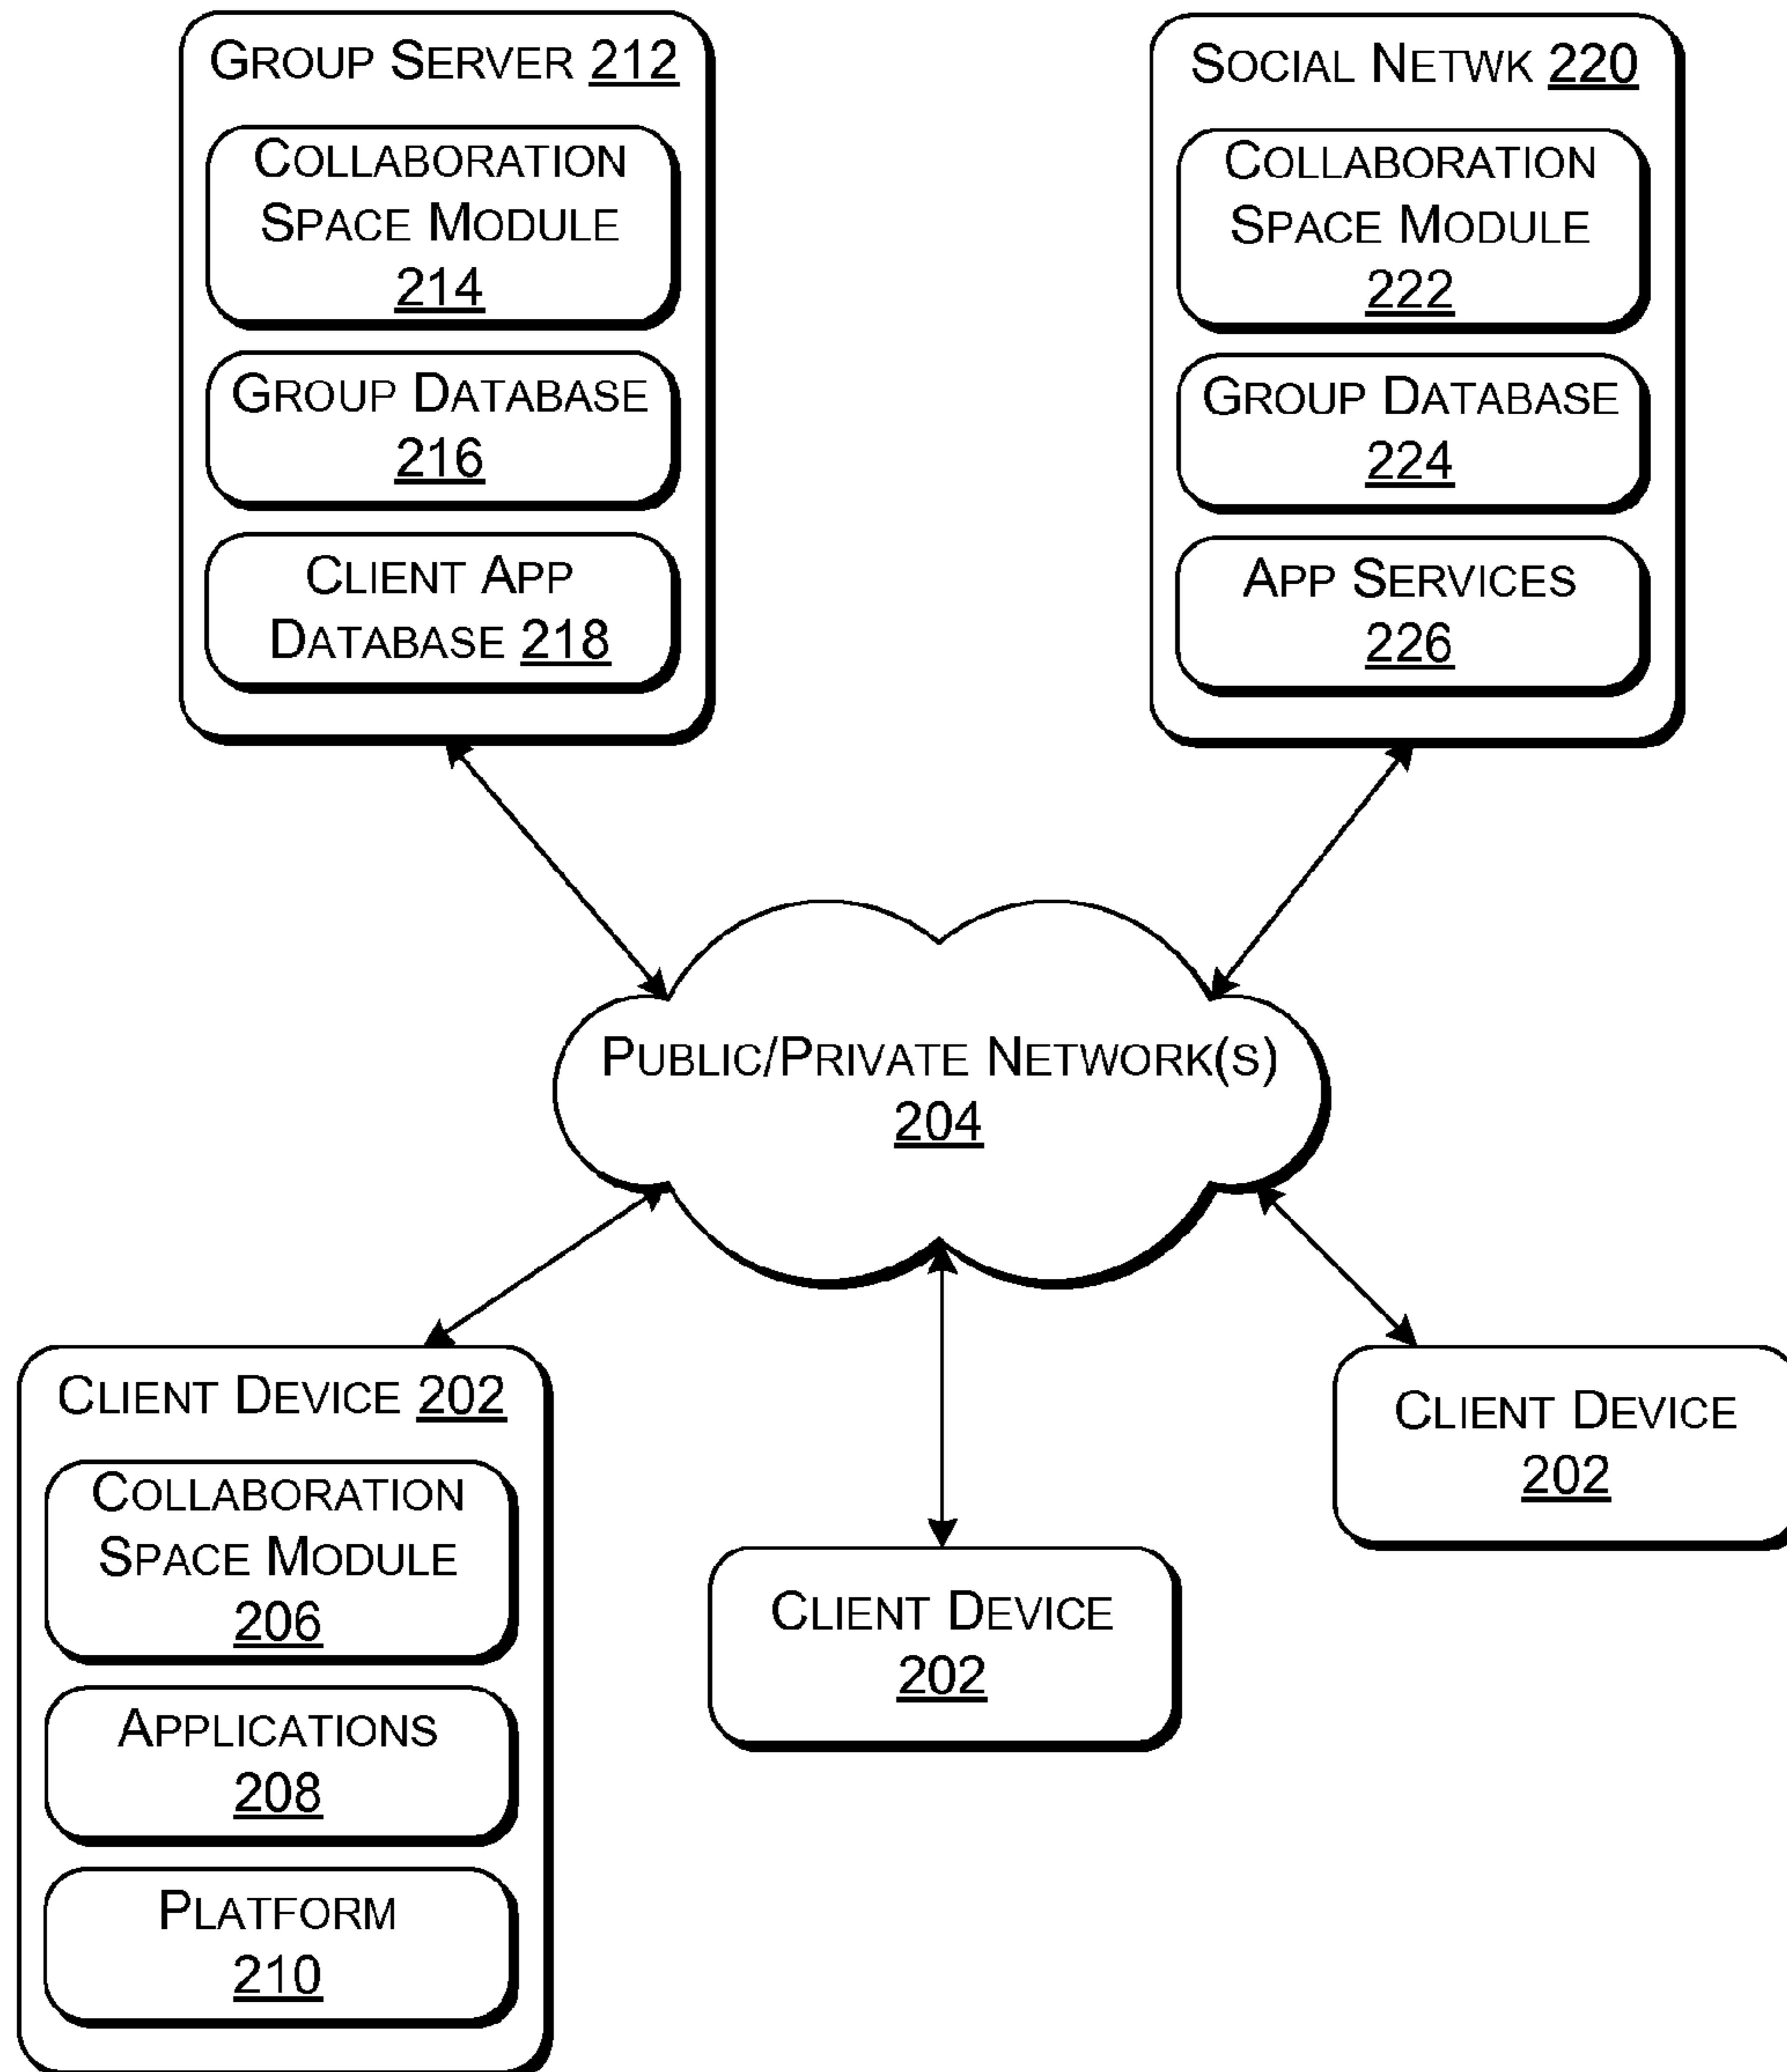 GROUP SERVER 212
COLLABORATION
SPACE MODULE
214
GROUP DATABASE
216
CLIENT APP
DATABASE 218
SOCIAL NETWK 220
COLLABORATION
SPACE MODULE
222
GROUP DATABASE
224
APP SERVICES
226
PUBLIC/PRIVATE NETWORK(S)
204
CLIENT DEVICE 202
COLLABORATION
SPACE MODULE
206
APPLICATIONS
208
PLATFORM
210
CLIENT DEVICE
202
CLIENT DEVICE
202